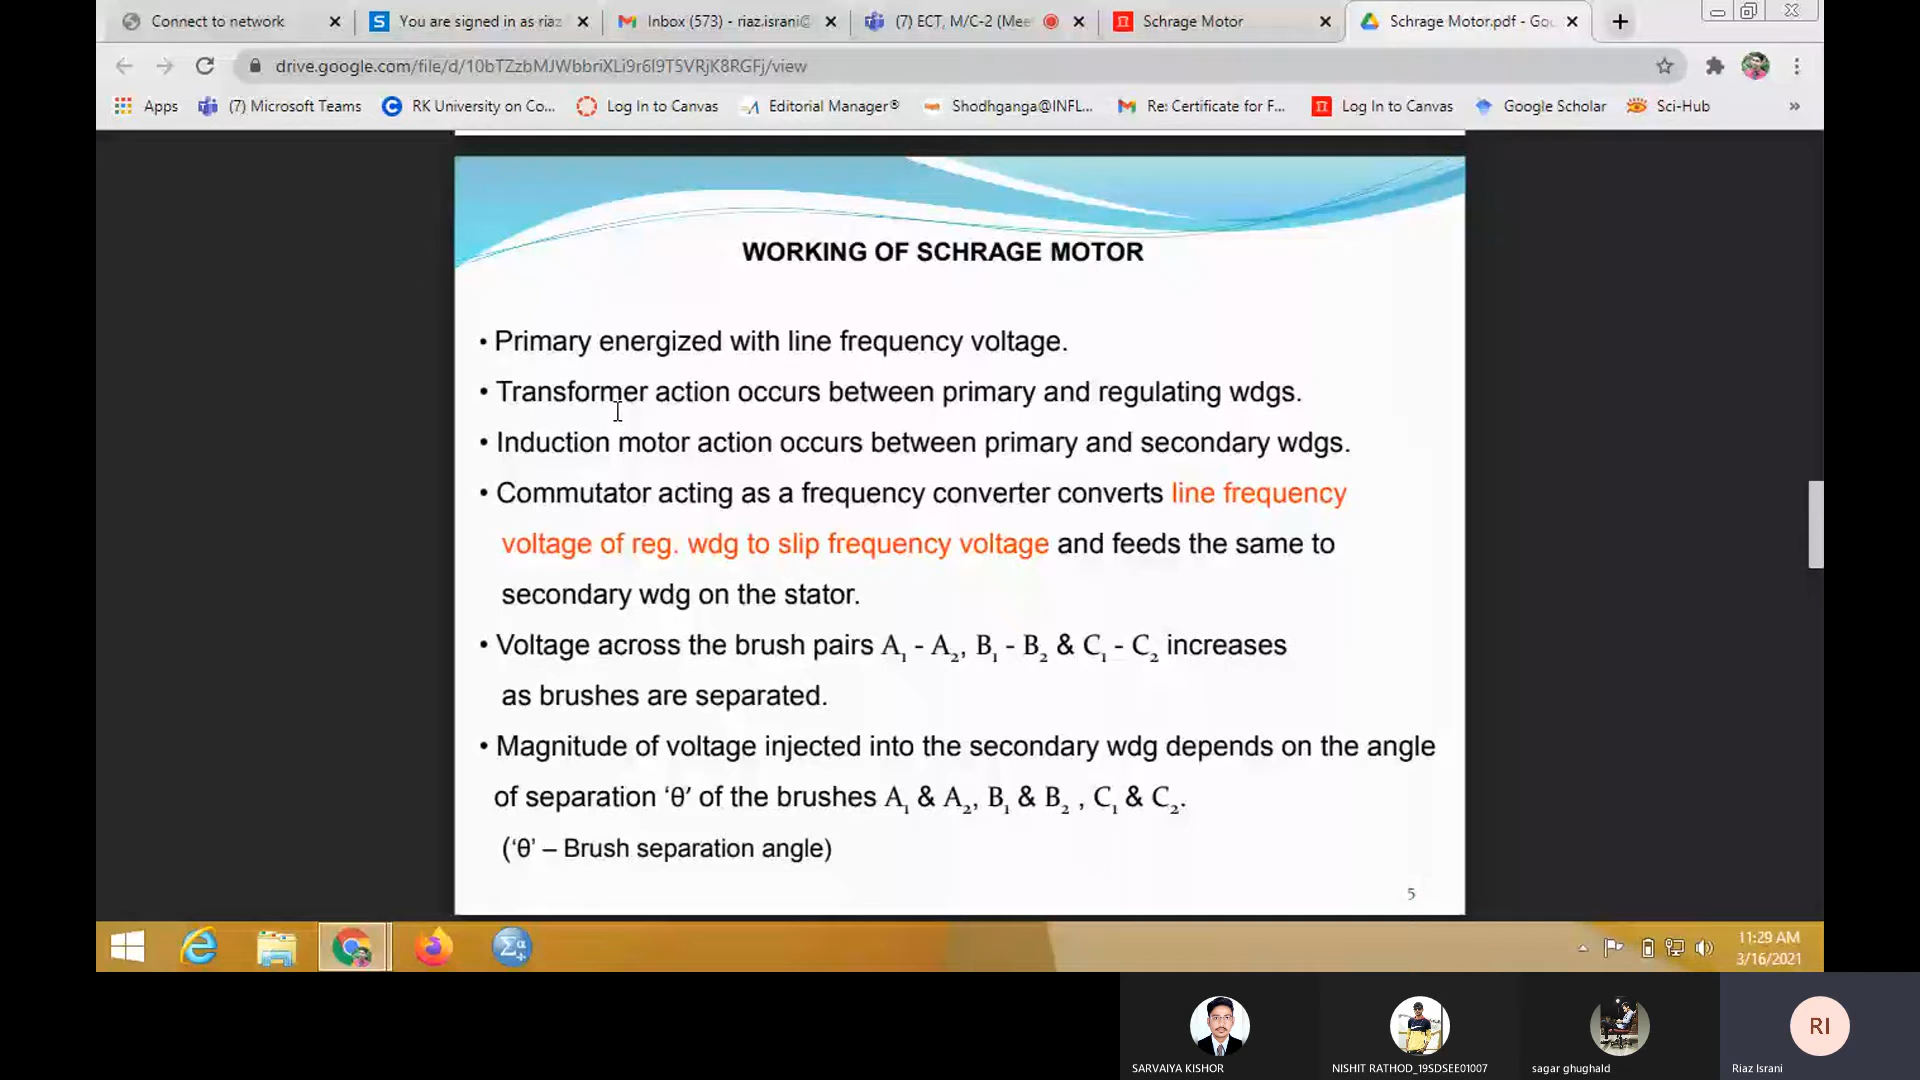 Connect to network
You are signed in as riaz
Inbox (573) - riaz.israni@
(7) ECT, M/C-2 (Mee
Schrage Motor
Schrage Motor.pdf - Goo
drive.google.com/file/d/10bTZzbMJWbbriXLi9r6l9T5VRjK8RGFj/view
Apps
(7) Microsoft Teams
RK University on Co...
Log In to Canvas
Editorial Manager®
Shodhganga@INFL...
Re: Certificate for F...
Log In to Canvas
Google Scholar
Sci-Hub
»
WORKING OF SCHRAGE MOTOR
• Primary energized with line frequency voltage.
• Transformer action occurs between primary and regulating wdgs.
• Induction motor action occurs between primary and secondary wdgs.
• Commutator acting as a frequency converter converts line frequency
voltage of reg. wdg to slip frequency voltage and feeds the same to
secondary wdg on the stator.
• Voltage across the brush pairs A₁ - A₂, B₁ - B₂ & C₁ - C₂ increases
as brushes are separated.
• Magnitude of voltage injected into the secondary wdg depends on the angle
of separation ‘θ’ of the brushes A₁ & A₂, B₁ & B₂ , C₁ & C₂.
(‘θ’ – Brush separation angle)
5
11:29 AM
3/16/2021
RI
SARVAIYA KISHOR
NISHIT RATHOD_19SDSEE01007
sagar ghughald
Riaz Israni